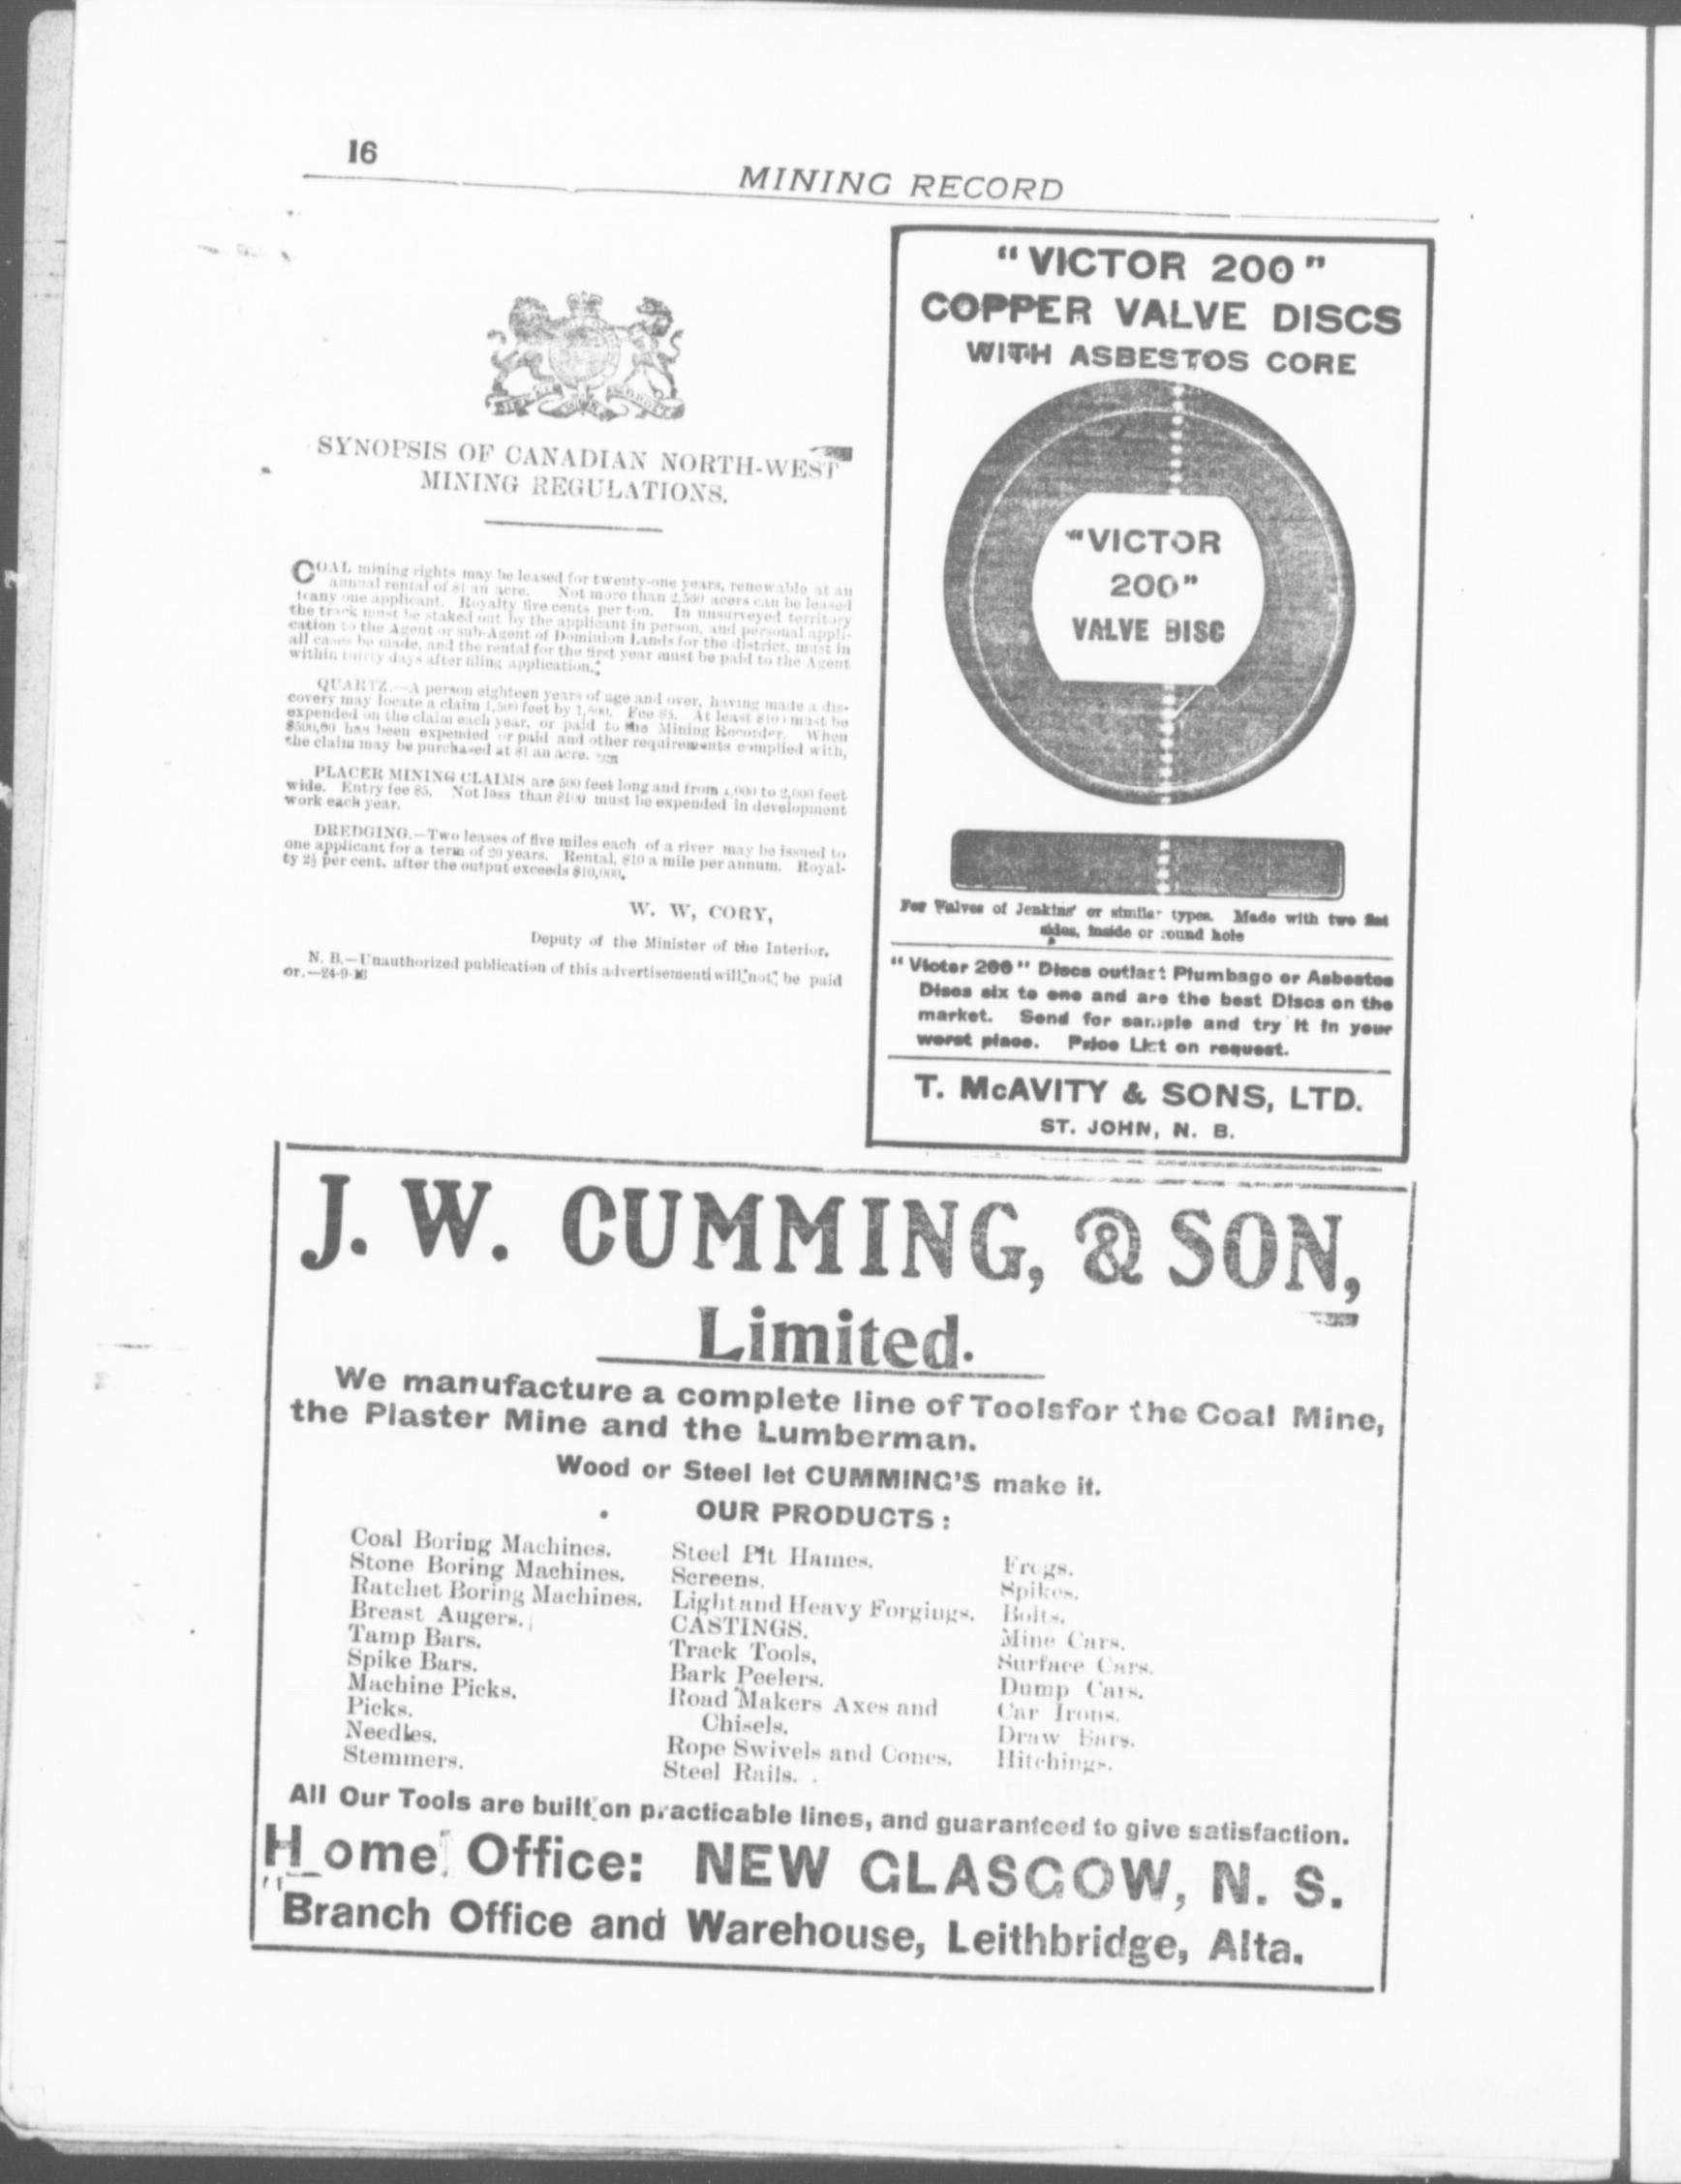 16
MINING RECORD
SYNOPSIS OF CANADIAN NORTH-WEST
MINING REGULATIONS.
COAL mining rights may be leased for twenty-one years, renewable at an
annual rental of $1 an acre. Not more than 2,500 acers can be leased
t any one applicant. Royalty five cents per ton. In unsurveyed territory
the track must be staked out by the applicant in person, and personal appli-
cation to the Agent or sub-Agent of Dominion Lands for the district, must in
all cases be made, and the rental for the first year must be paid to the Agent
within thirty days after filing application.
QUARTZ.—A person eighteen years of age and over, having made a dis-
covery may locate a claim 1,500 feet by 1,500. Fee $5. At least $100 must be
expended on the claim each year, or paid to the Mining Recorder. When
$500,00 has been expended or paid and other requirements complied with,
the claim may be purchased at $1 an acre.
PLACER MINING CLAIMS are 500 feet long and from 1,000 to 2,000 feet
wide. Entry fee $5. Not lass than $100 must be expended in development
work each year.
DREDGING.—Two leases of five miles each of a river may be issued to
one applicant for a term of 20 years. Rental, $10 a mile per annum. Royal-
ty 2½ per cent. after the output exceeds $10,000.
W. W, CORY,
Deputy of the Minister of the Interior.
N. B.—Unauthorized publication of this advertisement will not be paid
or.—24-9-16
"VICTOR 200"
COPPER VALVE DISCS
WITH ASBESTOS CORE
"VICTOR
200"
VALVE DISC
For Valves of Jenkins' or similar types. Made with two flat
sides, inside or round hole
"Victor 200" Discs outlast Plumbago or Asbestos
Discs six to one and are the best Discs on the
market. Send for sample and try it in your
worst place. Price List on request.
T. McAVITY & SONS, LTD.
ST. JOHN, N. B.
J. W. CUMMING, & SON,
Limited.
We manufacture a complete line of Toolsfor the Coal Mine,
the Plaster Mine and the Lumberman.
Wood or Steel let CUMMING'S make it.
OUR PRODUCTS:
Coal Boring Machines.
Stone Boring Machines.
Ratchet Boring Machines.
Breast Augers.
Tamp Bars.
Spike Bars.
Machine Picks.
Picks.
Needles.
Stemmers.
Steel Pit Hames.
Screens.
Light and Heavy Forgings.
CASTINGS.
Track Tools,
Bark Peelers.
Road Makers Axes and
Chisels.
Rope Swivels and Cones.
Steel Rails.
Frogs.
Spikes.
Bolts.
Mine Cars.
Surface Cars.
Dump Cars.
Car Irons.
Draw Bars.
Hitchings.
All Our Tools are built on practicable lines, and guaranteed to give satisfaction.
Home Office: NEW GLASGOW, N. S.
Branch Office and Warehouse, Leithbridge, Alta.